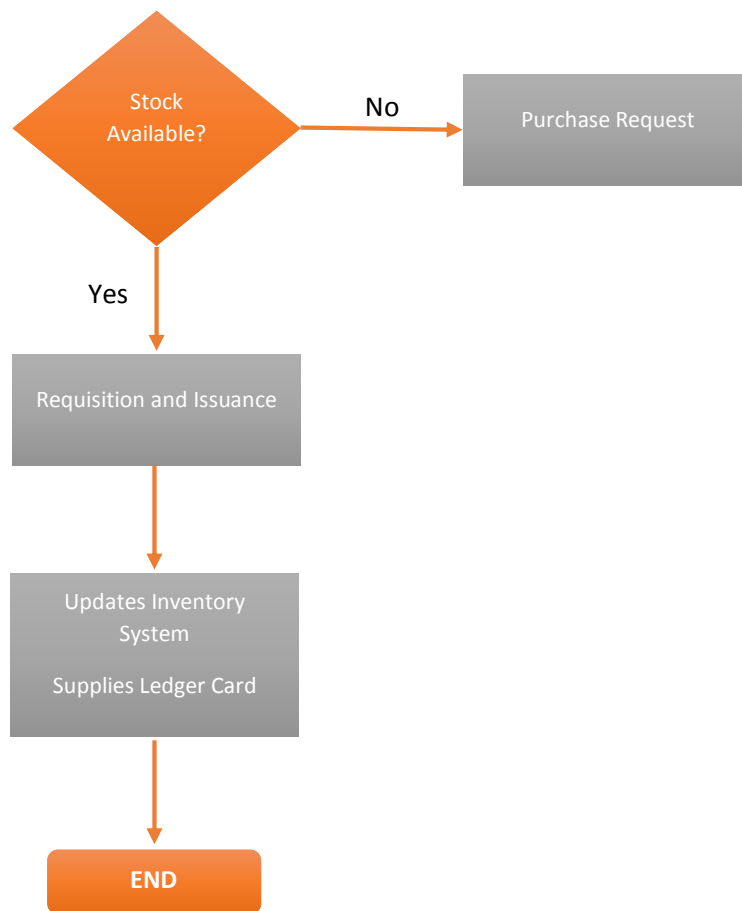 Stock
Available?
No
Purchase Request
Yes
Requisition and Issuance
Updates Inventory
System
Supplies Ledger Card
END